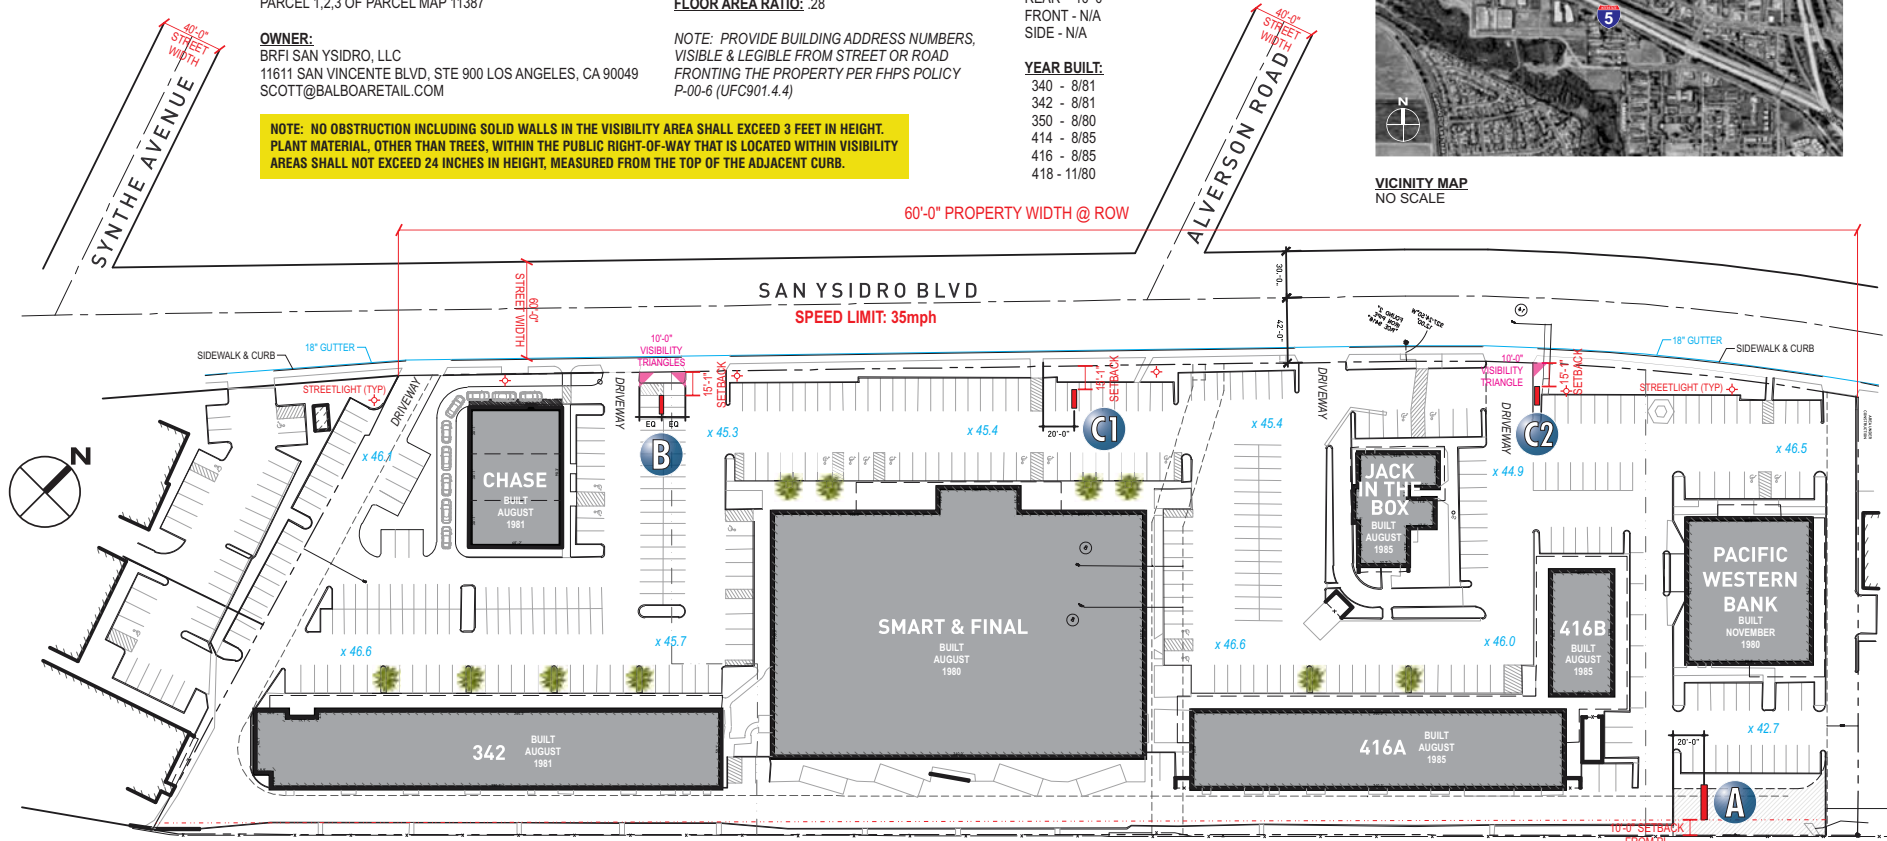 PARCEL 1,2,3 OF PARCEL MAP 11387
OWNER:
BRFI SAN YSIDRO, LLC
11611 SAN VINCENTE BLVD, STE 900 LOS ANGELES, CA 90049
SCOTT@BALBOARETAIL.COM
FLOOR AREA RATIO: .28
NOTE: PROVIDE BUILDING ADDRESS NUMBERS,
VISIBLE & LEGIBLE FROM STREET OR ROAD
FRONTING THE PROPERTY PER FHPS POLICY
P-00-6 (UFC901.4.4)
REAR - 10'-0"
FRONT - N/A
SIDE - N/A
YEAR BUILT:
340 - 8/81
342 - 8/81
350 - 8/80
414 - 8/85
416 - 8/85
418 - 11/80
NOTE: NO OBSTRUCTION INCLUDING SOLID WALLS IN THE VISIBILITY AREA SHALL EXCEED 3 FEET IN HEIGHT.
PLANT MATERIAL, OTHER THAN TREES, WITHIN THE PUBLIC RIGHT-OF-WAY THAT IS LOCATED WITHIN VISIBILITY
AREAS SHALL NOT EXCEED 24 INCHES IN HEIGHT, MEASURED FROM THE TOP OF THE ADJACENT CURB.
5
N
VICINITY MAP
NO SCALE
40'-0"
STREET
WIDTH
SYNTHE AVENUE
40'-0"
STREET
WIDTH
ALVERSON ROAD
60'-0" PROPERTY WIDTH @ ROW
SAN YSIDRO BLVD
SPEED LIMIT: 35mph
60'-0"
STREET WIDTH
30'-0"
42'-0"
SIDEWALK & CURB
18" GUTTER
STREETLIGHT (TYP)
DRIVEWAY
DRIVEWAY
10'-0"
VISIBILITY
TRIANGLES
15'-1"
SETBACK
EQ
EQ
B
15'-1"
SETBACK
20'-0"
C1
DRIVEWAY
DRIVEWAY
10'-0"
VISIBILITY
TRIANGLE
15'-1"
SETBACK
C2
18" GUTTER
SIDEWALK & CURB
STREETLIGHT (TYP)
N
x 46.1
x 45.3
x 45.4
x 45.4
x 44.9
x 46.5
CHASE
BUILT
AUGUST
1981
JACK
IN THE
BOX
BUILT
AUGUST
1985
PACIFIC
WESTERN
BANK
BUILT
NOVEMBER
1980
SMART & FINAL
BUILT
AUGUST
1980
416B
BUILT
AUGUST
1985
x 46.6
x 45.7
x 46.6
x 46.0
342
BUILT
AUGUST
1981
416A
BUILT
AUGUST
1985
x 42.7
20'-0"
A
10'-0" SETBACK